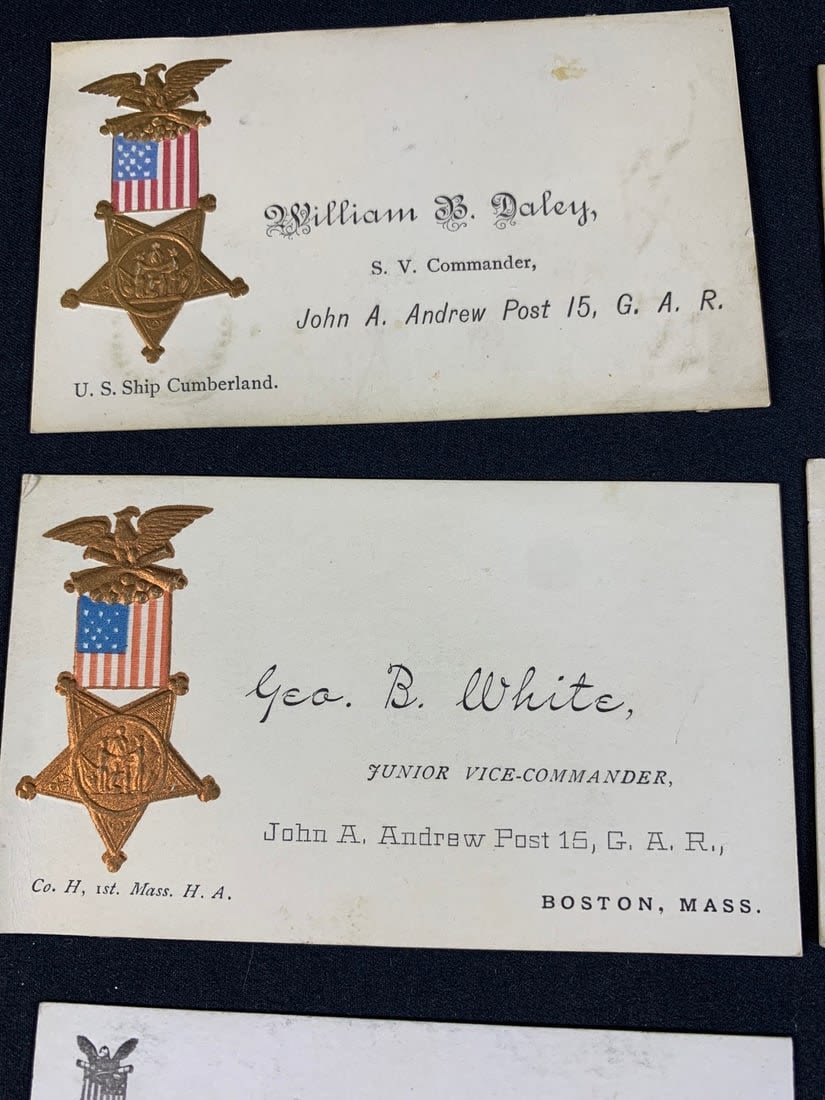 William B. Daley,
S. V. Commander,
John A. Andrew Post 15, G. A. R.
U. S. Ship Cumberland.
Geo. B. White,
JUNIOR VICE-COMMANDER,
John A. Andrew Post 15, G. A. R.,
Co. H, 1st. Mass. H. A.
BOSTON, MASS.